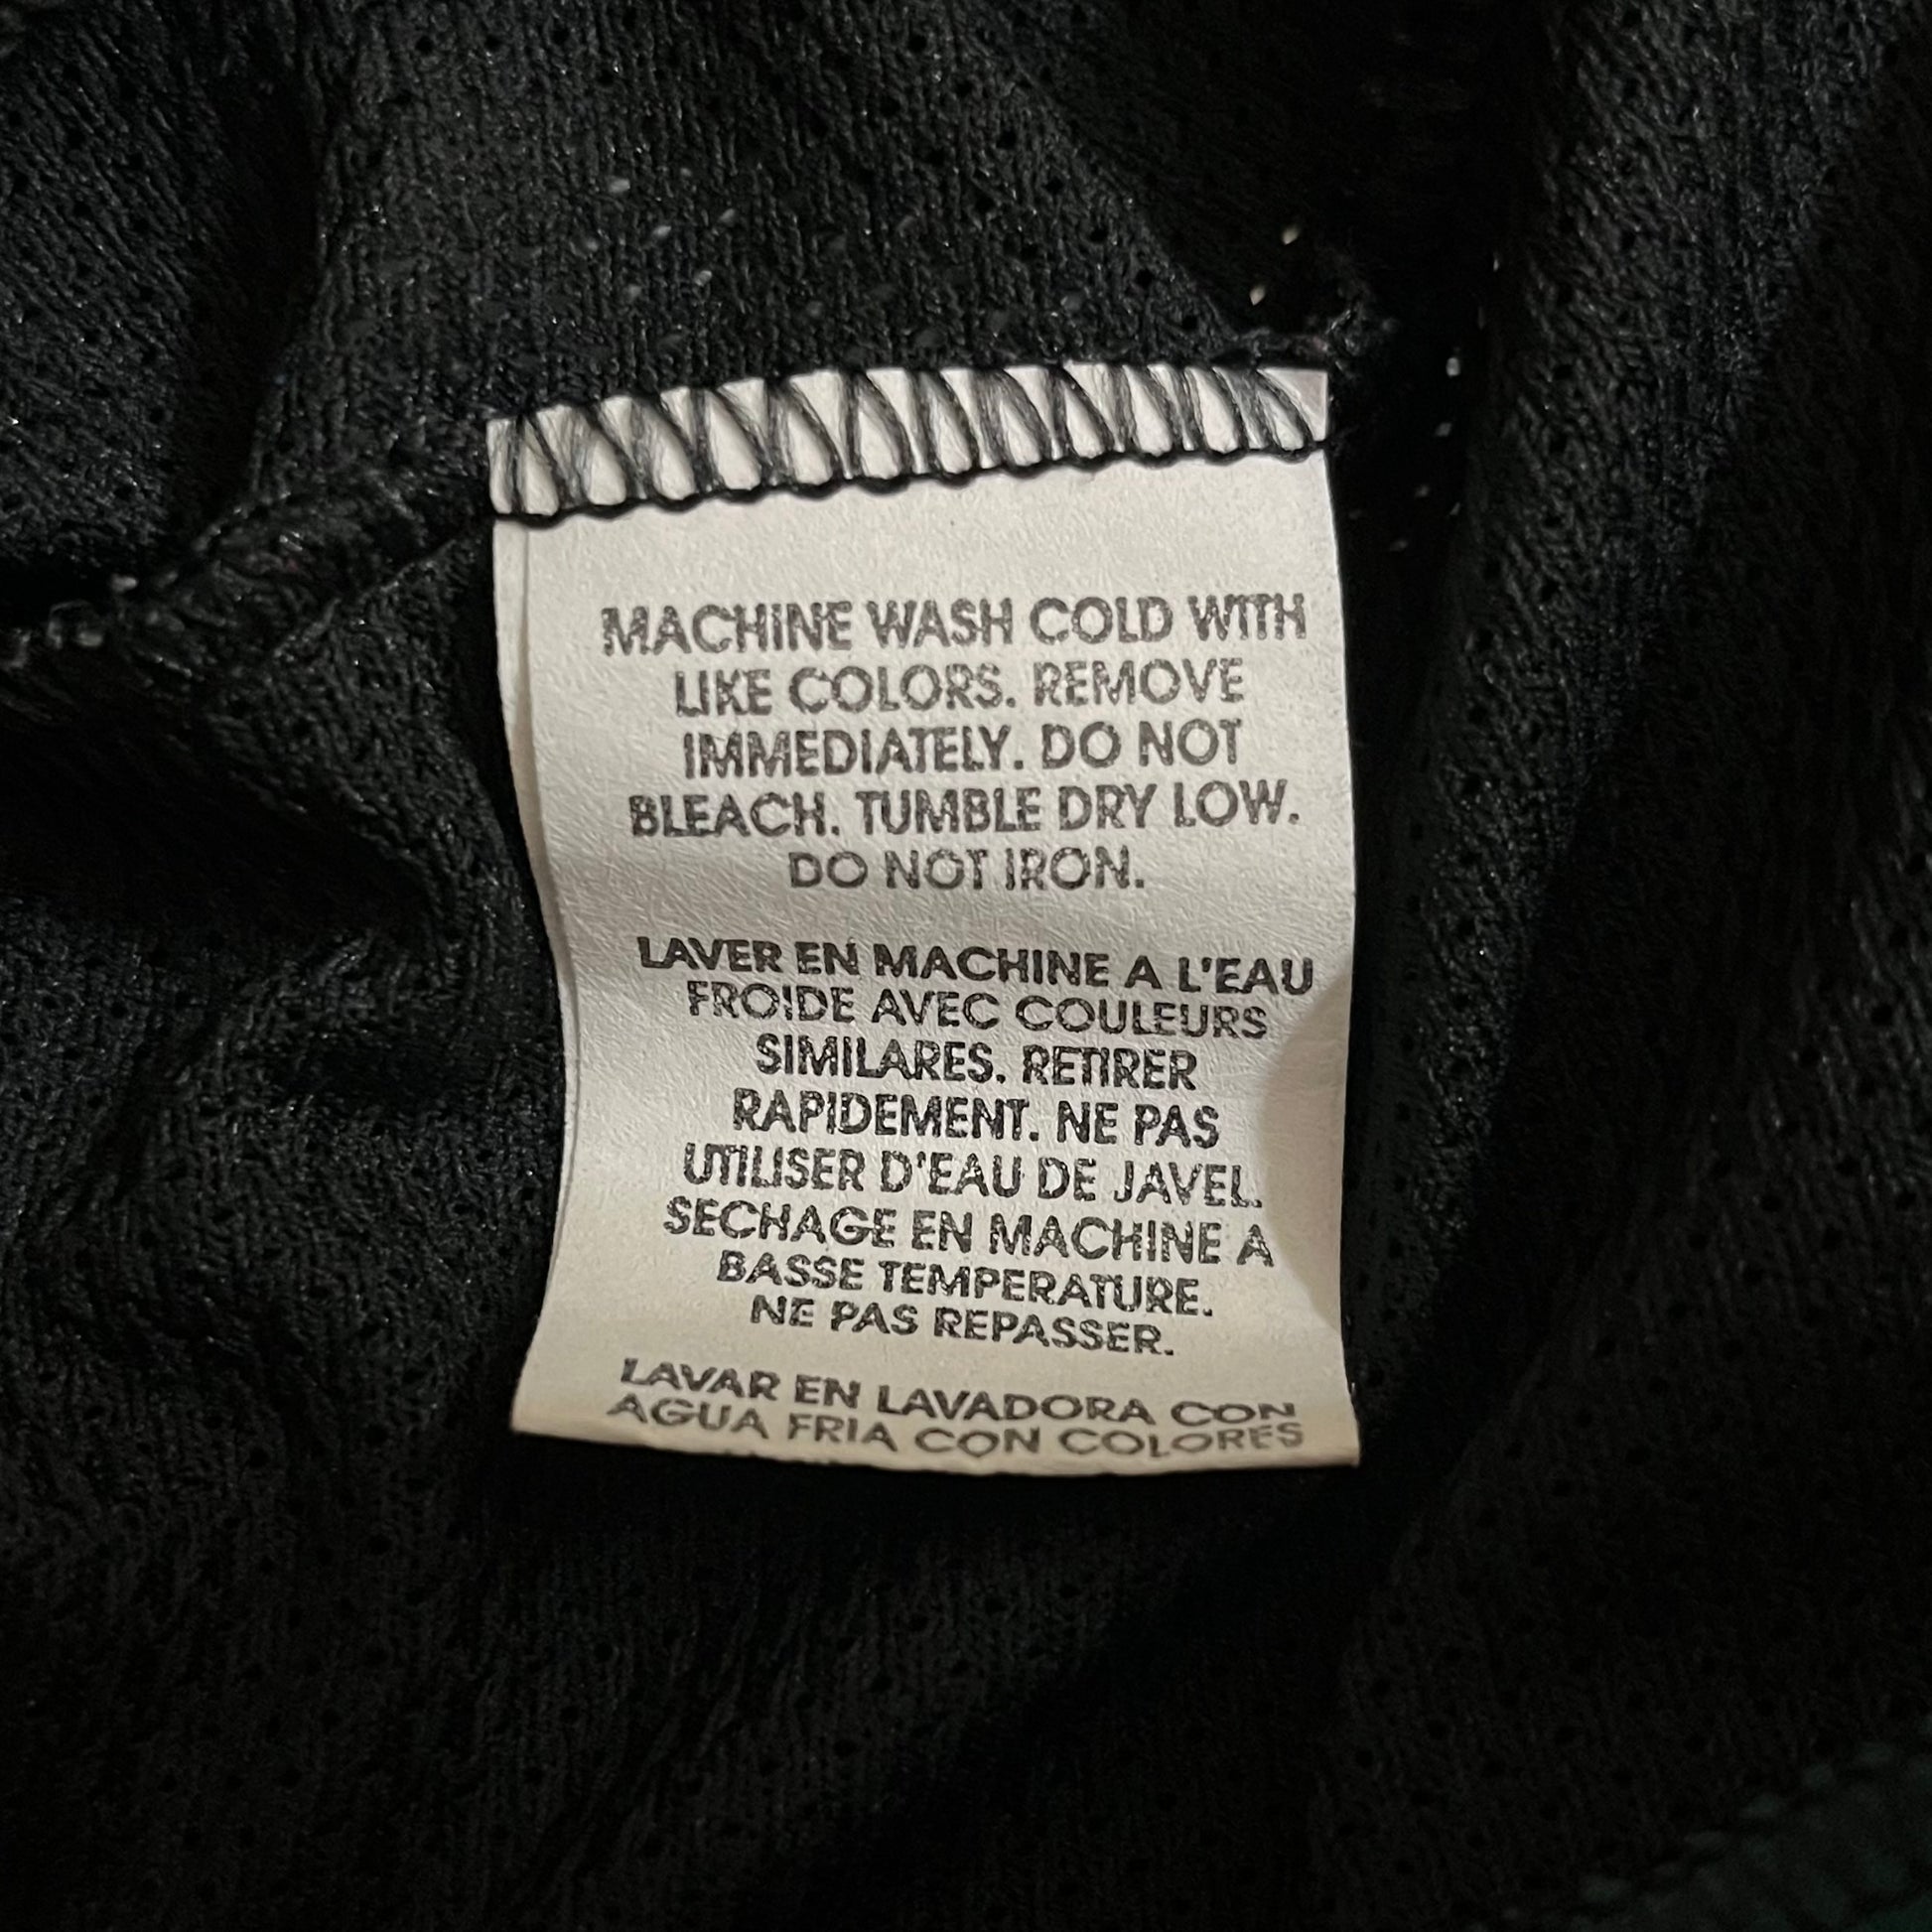 MACHINE WASH COLD WITH
LIKE COLORS. REMOVE
IMMEDIATELY. DO NOT
BLEACH. TUMBLE DRY LOW.
DO NOT IRON.
LAVER EN MACHINE A L'EAU
FROIDE AVEC COULEURS
SIMILARES. RETIRER
RAPIDEMENT. NE PAS
UTILISER D'EAU DE JAVEL.
SECHAGE EN MACHINE A
BASSE TEMPERATURE.
NE PAS REPASSER.
LAVAR EN LAVADORA CON
AGUA FRIA CON COLORES